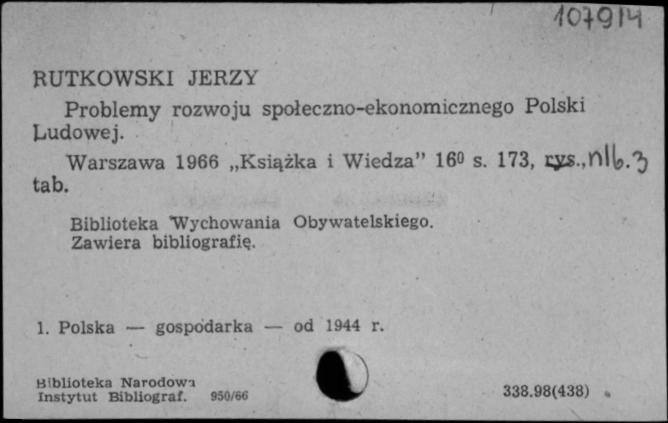 107914
RUTKOWSKI JERZY
Problemy rozwoju społeczno-ekonomicznego Polski
Ludowej.
Warszawa 1966 „Książka i Wiedza” 16⁰ s. 173, rys., nlb. 3
tab.
Biblioteka Wychowania Obywatelskiego.
Zawiera bibliografię.
1. Polska — gospodarka — od 1944 r.
Biblioteka Narodowa
Instytut Bibliograf. 950/66
338.98(438)